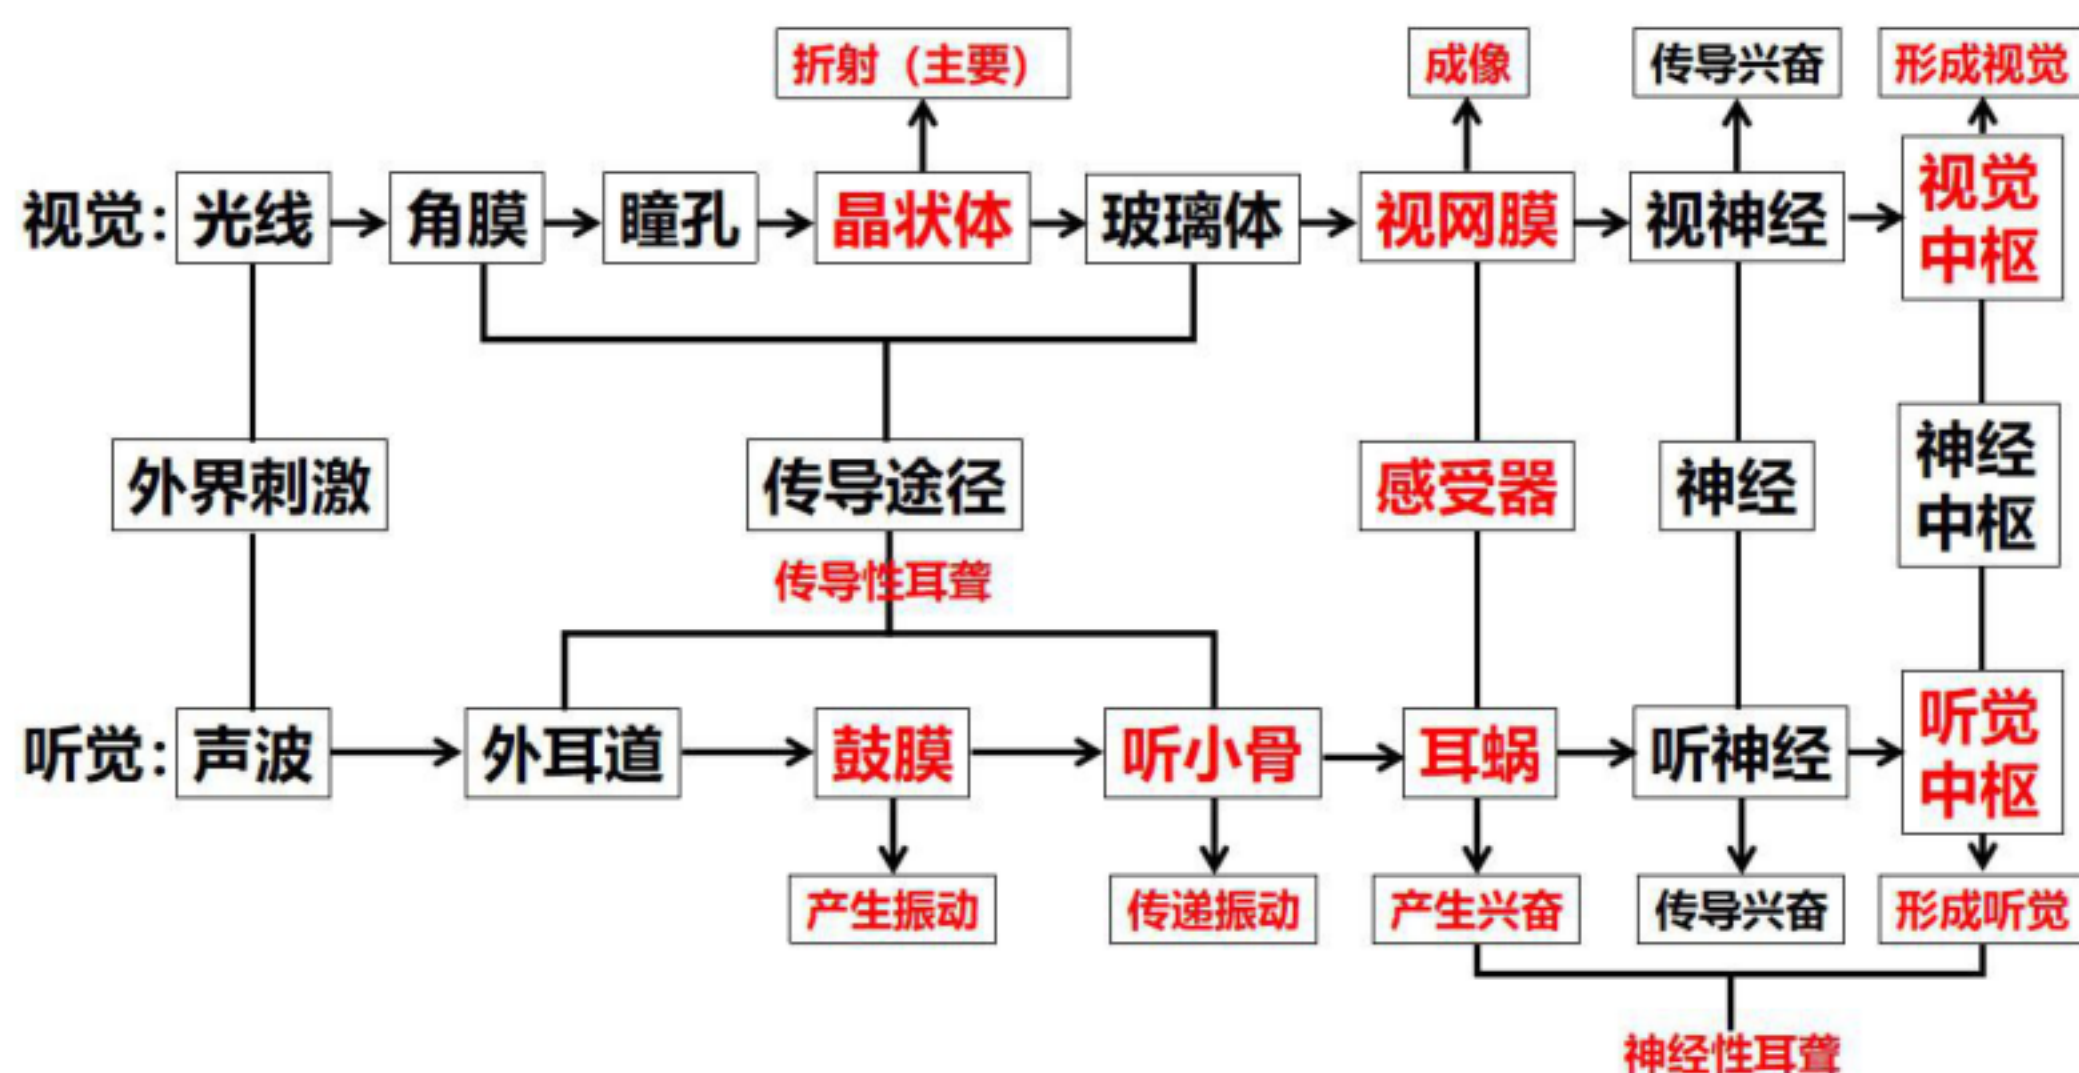 折射（主要）
成像
传导兴奋
形成视觉
视觉：
光线
角膜
瞳孔
晶状体
玻璃体
视网膜
视神经
视觉
中枢
外界刺激
传导途径
感受器
神经
神经
中枢
传导性耳聋
听觉：
声波
外耳道
鼓膜
听小骨
耳蜗
听神经
听觉
中枢
产生振动
传递振动
产生兴奋
传导兴奋
形成听觉
神经性耳聋